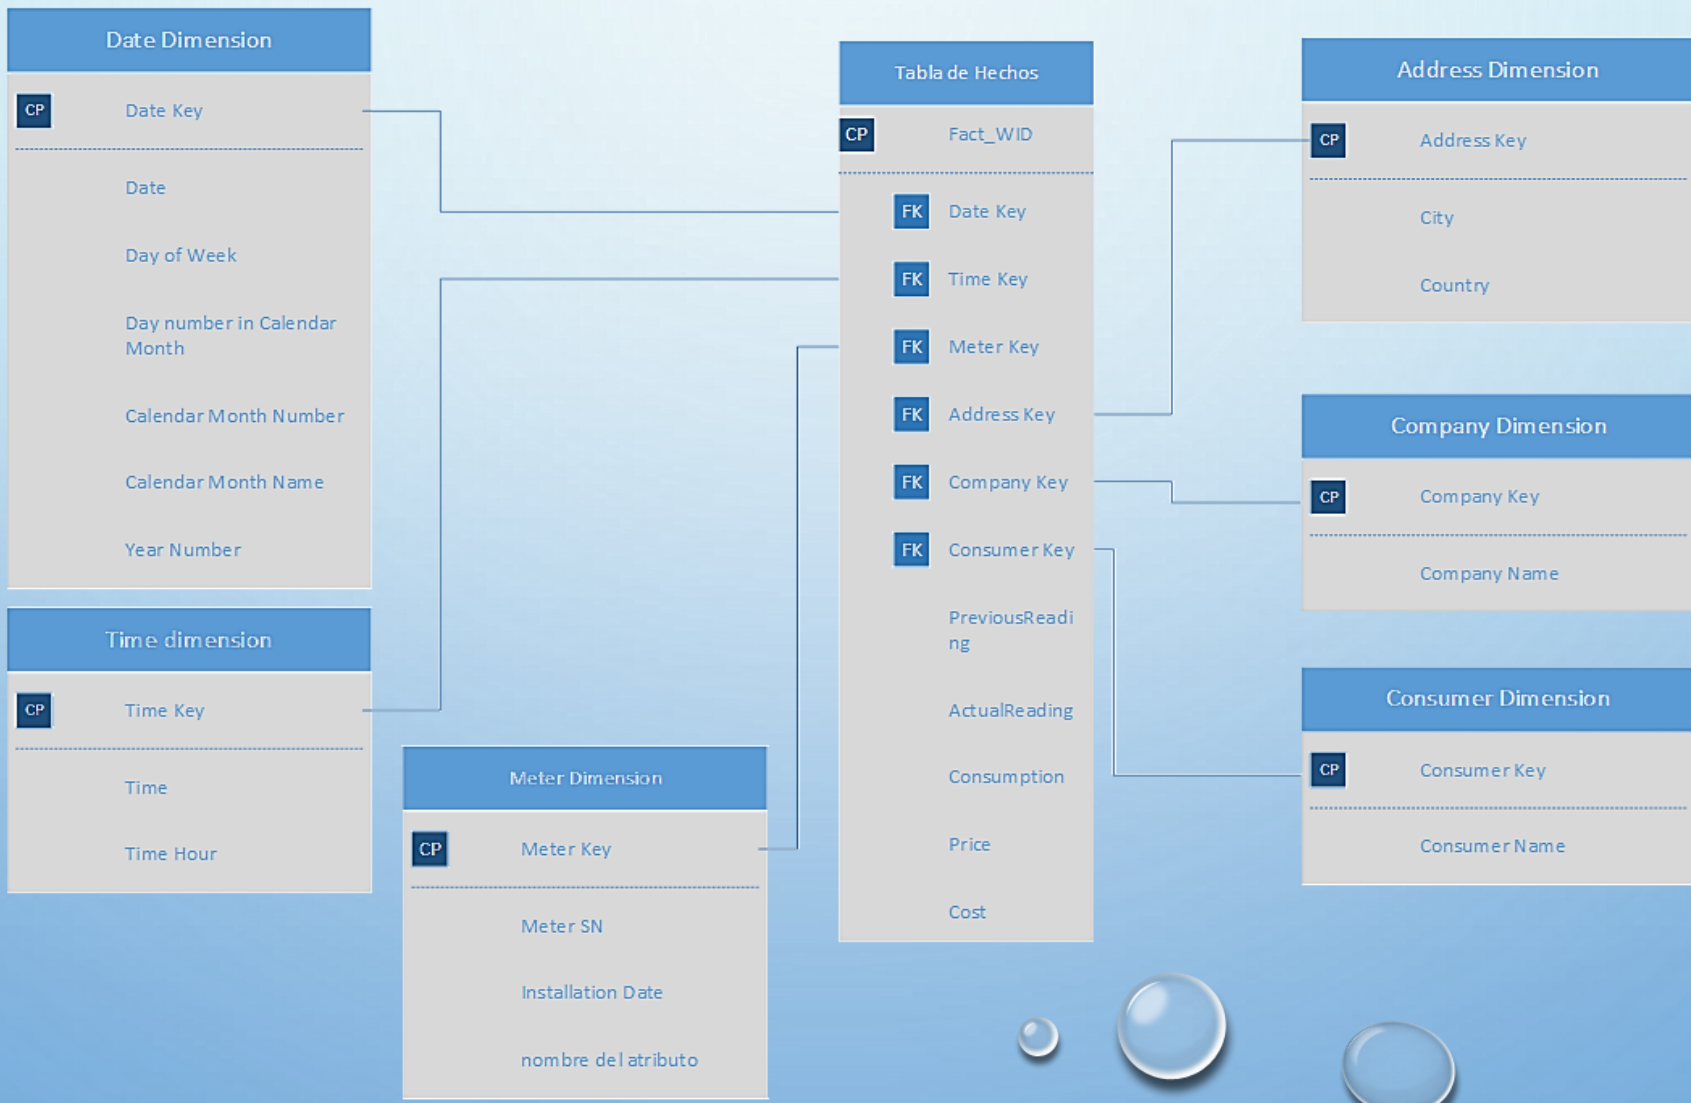 Date Dimension
CP Date Key
Date
Day of Week
Day number in Calendar
Month
Calendar Month Number
Calendar Month Name
Year Number
Time dimension
CP Time Key
Time
Time Hour
Meter Dimension
CP Meter Key
Meter SN
Installation Date
nombre del atributo
Tabla de Hechos
CP Fact_WID
FK Date Key
FK Time Key
FK Meter Key
FK Address Key
FK Company Key
FK Consumer Key
PreviousReadi
ng
ActualReading
Consumption
Price
Cost
Address Dimension
CP Address Key
City
Country
Company Dimension
CP Company Key
Company Name
Consumer Dimension
CP Consumer Key
Consumer Name